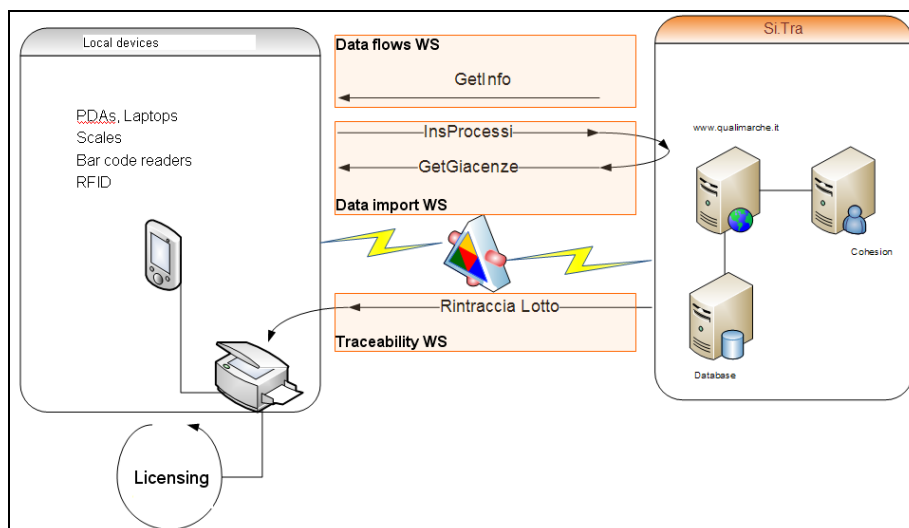 Local devices
PDAs, Laptops
Scales
Bar code readers
RFID
Data flows WS
GetInfo
InsProcessi
GetGiacenze
Data import WS
Rintraccia Lotto
Traceability WS
Si.Tra
www.qualimarche.it
Cohesion
Database
Licensing